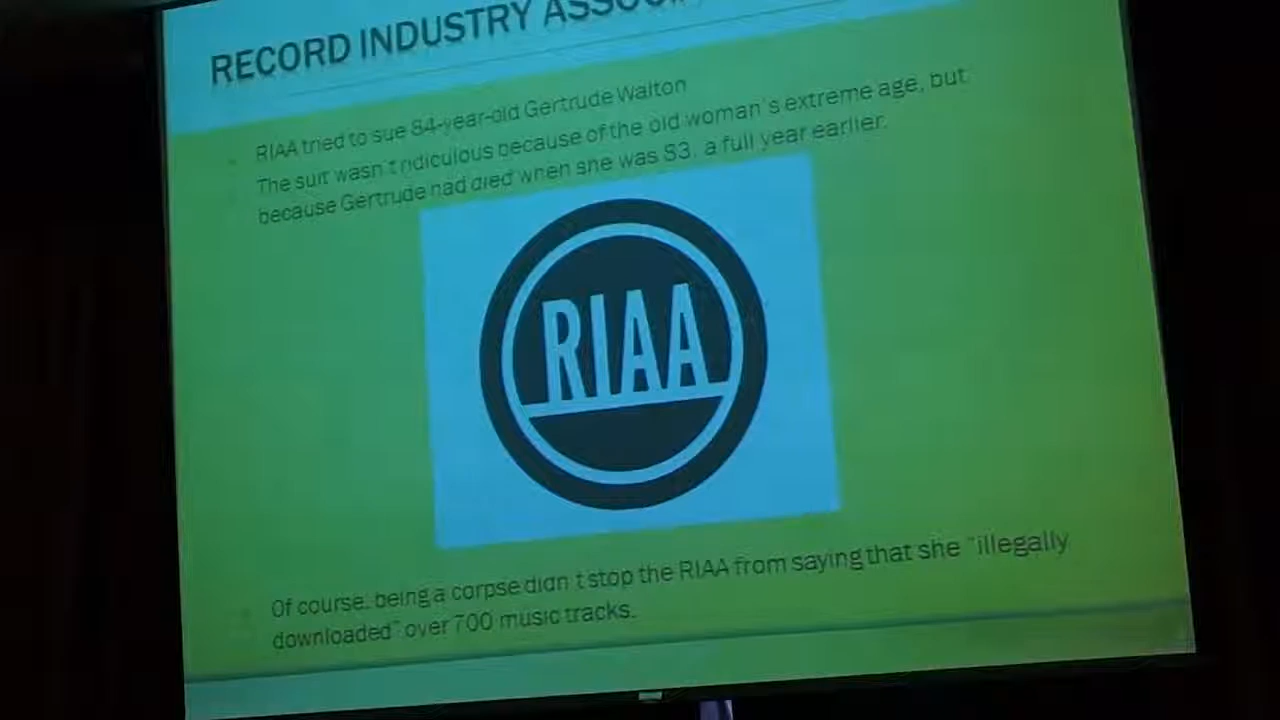 RECORD INDUSTRY
RIAA tried to sue 84-year-old Gertrude Walton
The suit wasn't ridiculous because of the old woman's extreme age, but
because Gertrude had died when she was 83, a full year earlier.
RIAA
Of course, being a corpse didn't stop the RIAA from saying that she "illegally
downloaded" over 700 music tracks.